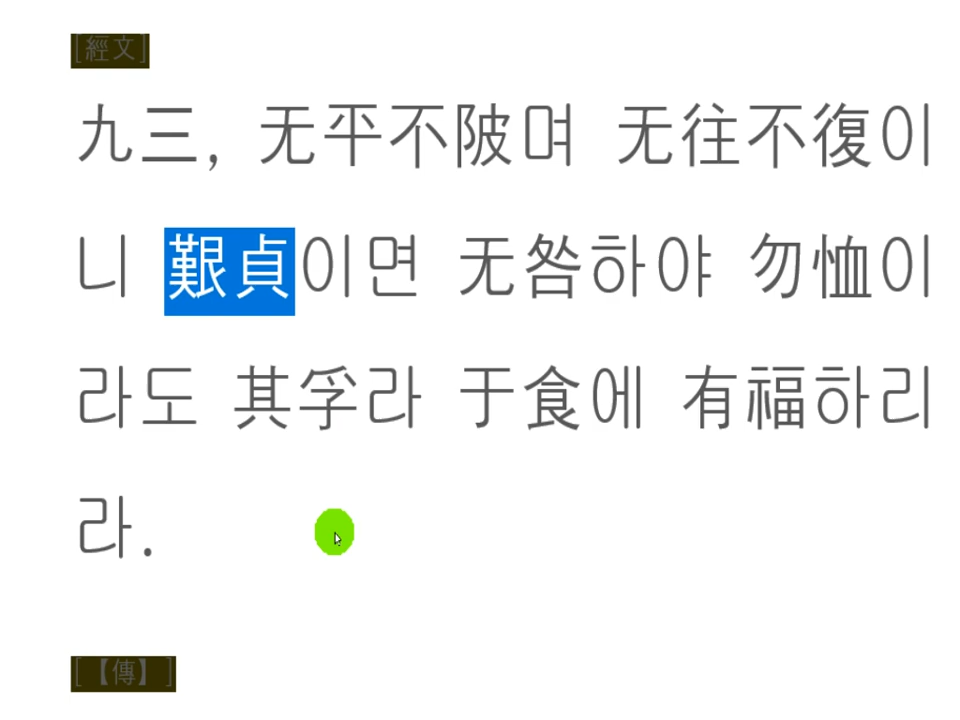 [經文]
九三, 无平不陂며 无往不復이
니 艱貞이면 无咎하야 勿恤이
라도 其孚라 于食에 有福하리
라.
[【傳】]